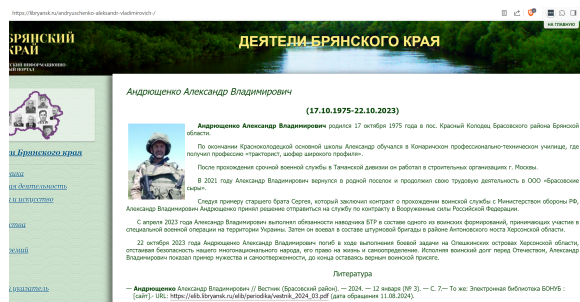 https://libryansk.ru/andryuschenko-aleksandr-vladimirovich-/
на главную
БРЯНСКИЙ
КРАЙ
ДЕЯТЕЛИ БРЯНСКОГО КРАЯ
Андрющенко Александр Владимирович
(17.10.1975-22.10.2023)
Андрющенко Александр Владимирович родился 17 октября 1975 года в пос. Красный Колодец Брасовского района Брянской
области.
По окончании Красноколодецкой основной школы Александр обучался в Комаричском профессионально-техническом училище, где
получил профессию «тракторист, шофер широкого профиля».
После прохождения срочной военной службы в Таманской дивизии он работал в строительных организациях г. Москвы.
В 2021 году Александр Владимирович вернулся в родной поселок и продолжил свою трудовую деятельность в ООО «Брасовские
сыры».
Следуя примеру старшего брата Сергея, который заключил контракт о прохождении воинской службы с Министерством обороны РФ,
Александр Владимирович Андрющенко принял решение отправиться на службу по контракту в Вооруженные силы Российской Федерации.
С апреля 2023 года Александр Владимирович выполнял обязанности наводчика БТР в составе одного из воинских формирований, принимающих участие в
специальной военной операции на территории Украины. Затем он воевал в составе штурмовой бригады в районе Антоновского моста Херсонской области.
22 октября 2023 года Андрющенко Александр Владимирович погиб в ходе выполнения боевой задачи на Олешкинских островах Херсонской области,
отстаивая безопасность нашего многонационального народа, его право на жизнь и самоопределение. Исполняя воинский долг перед Отечеством, Александр
Владимирович показал пример мужества и самоотверженности, до конца оставаясь верным воинской присяге.
Литература
— Андрющенко Александр Владимирович // Вестник (Брасовский район). — 2024. — 12 января (№ 3). — С. 7.— То же: Электронная библиотека БОНУБ :
[сайт].- URL: https://elib.libryansk.ru/elib/periodika/vestnik_2024_03.pdf (дата обращения 11.08.2024).
и Брянского края
ая деятельность
и искусство
указатель